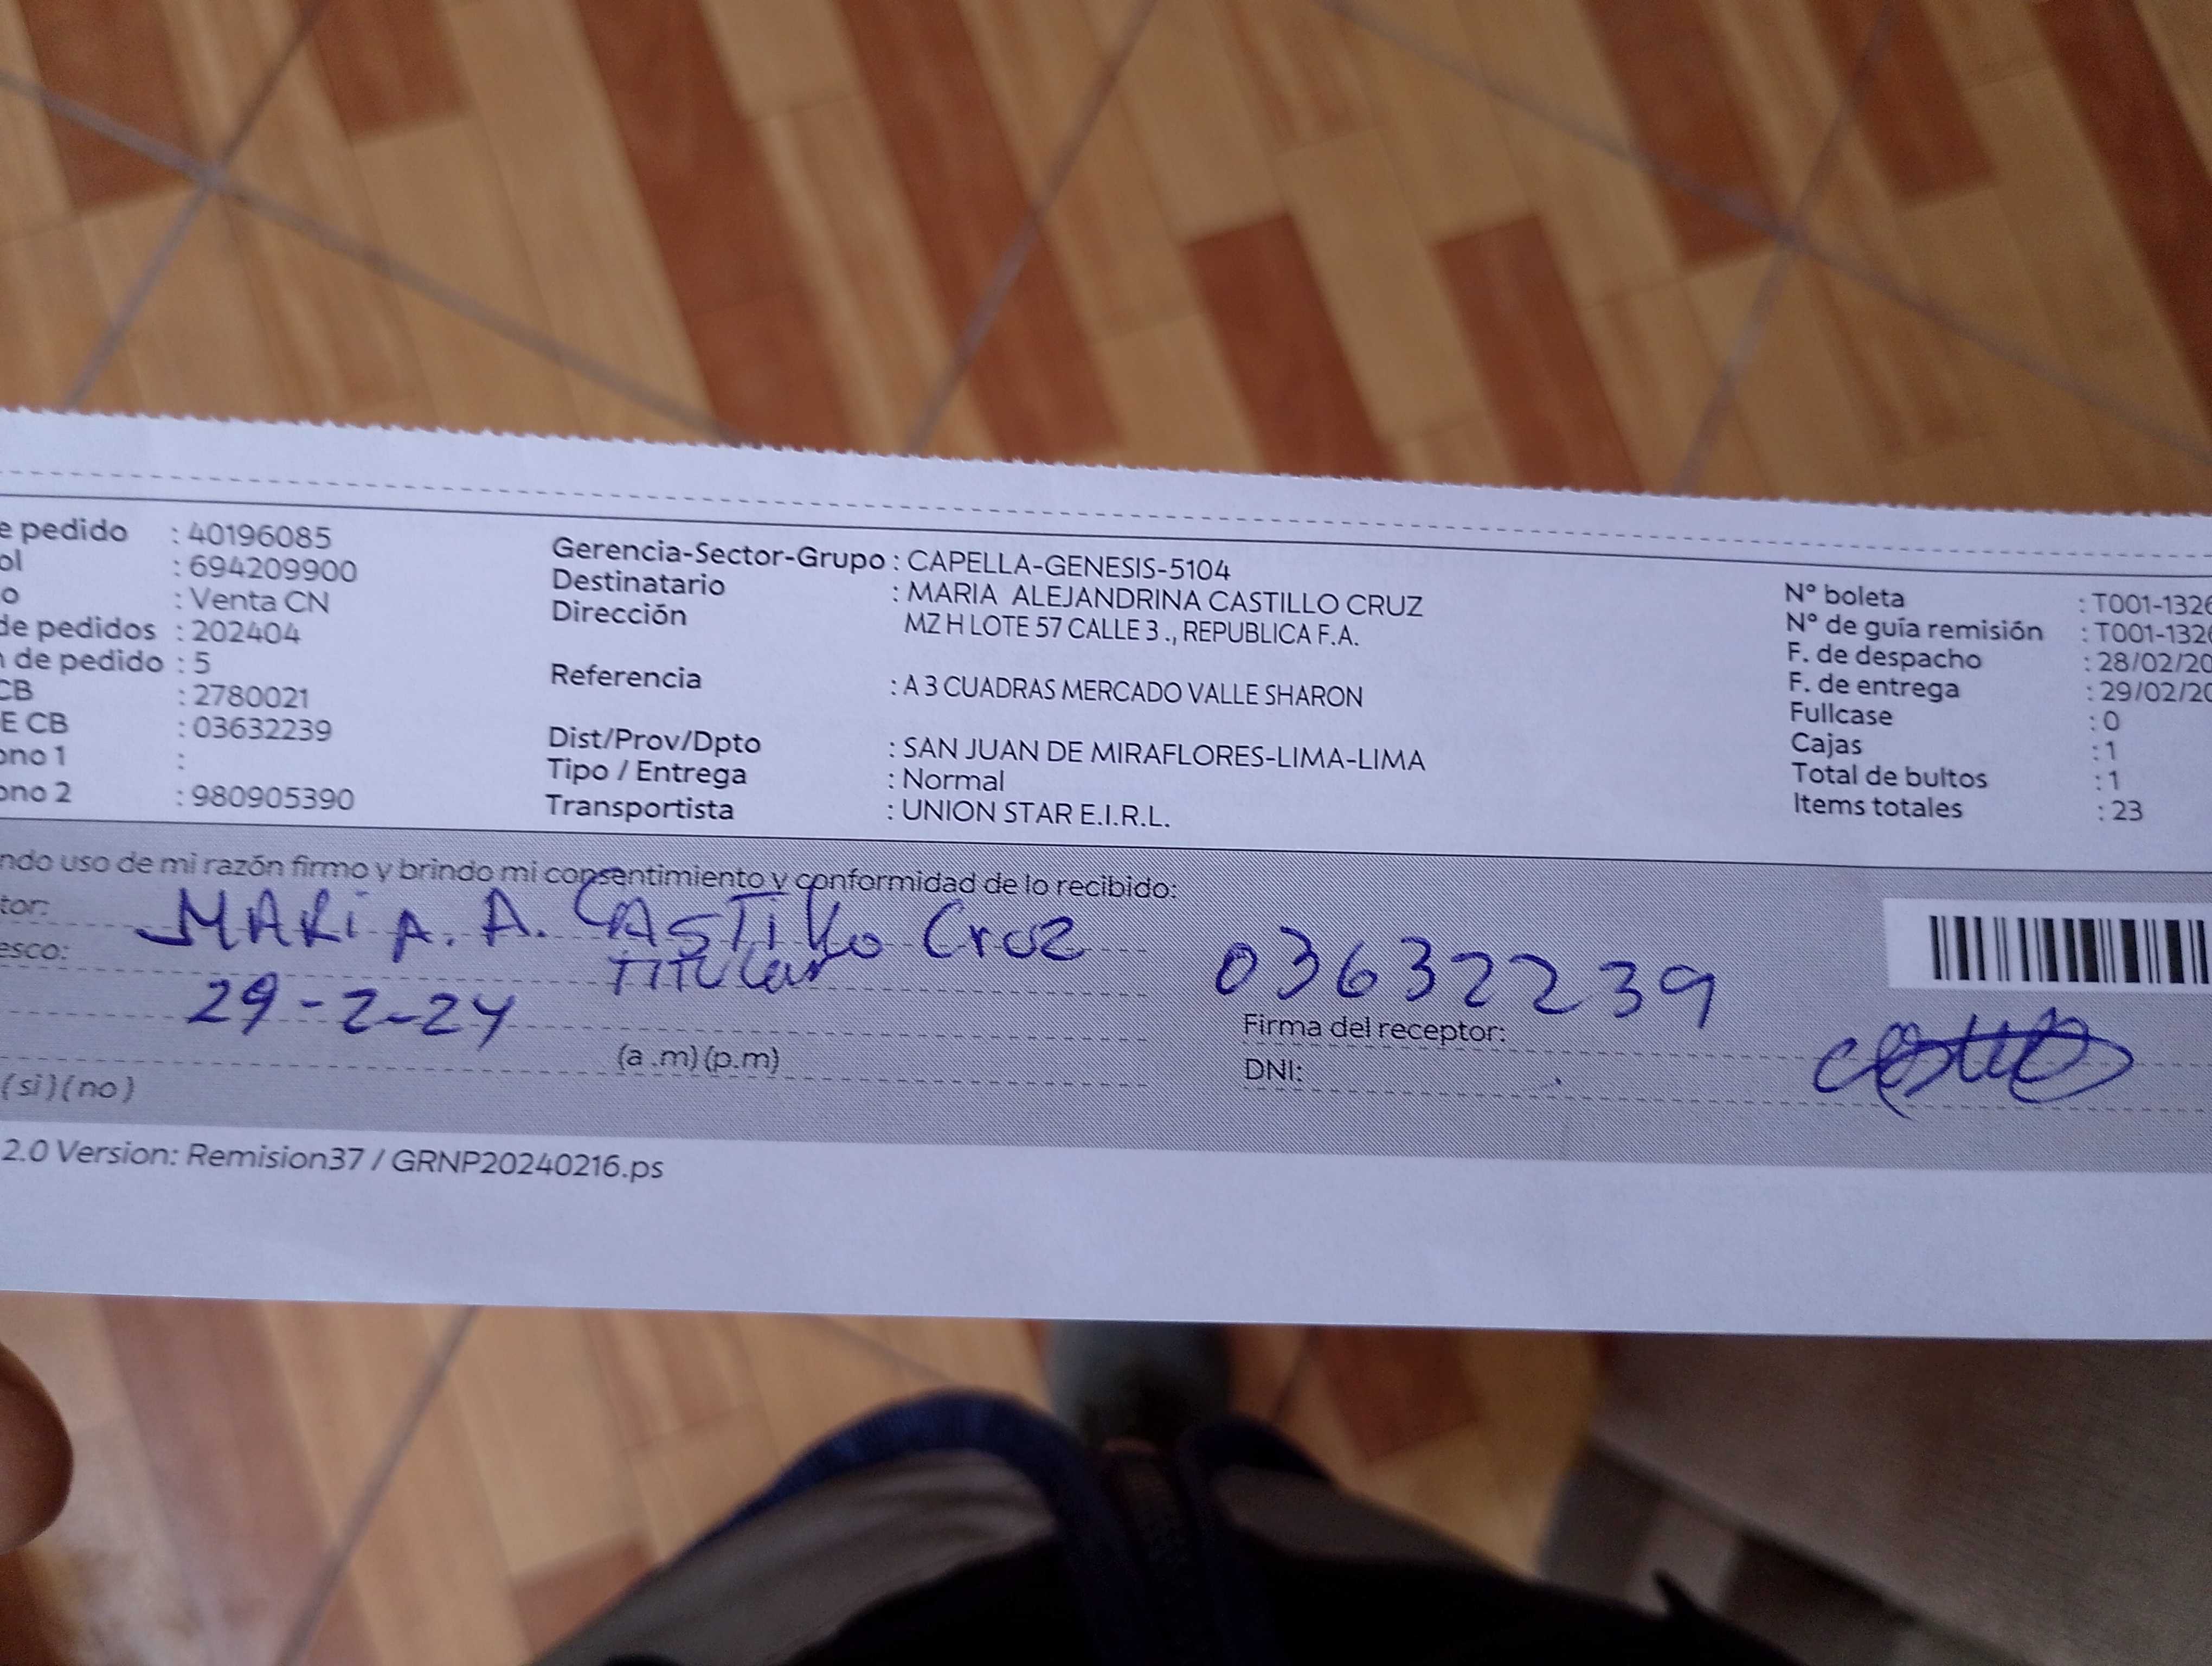 e pedido : 40196085
ol : 694209900
o : Venta CN
de pedidos : 202404
n de pedido : 5
CB : 2780021
E CB : 03632239
ono 1 :
ono 2 : 980905390
Gerencia-Sector-Grupo : CAPELLA-GENESIS-5104
Destinatario : MARIA ALEJANDRINA CASTILLO CRUZ
Dirección MZ H LOTE 57 CALLE 3 ., REPUBLICA F.A.
Referencia : A 3 CUADRAS MERCADO VALLE SHARON
Dist/Prov/Dpto : SAN JUAN DE MIRAFLORES-LIMA-LIMA
Tipo / Entrega : Normal
Transportista : UNION STAR E.I.R.L.
N° boleta : T001-1326
N° de guía remisión : T001-1326
F. de despacho : 28/02/20
F. de entrega : 29/02/20
Fullcase : 0
Cajas : 1
Total de bultos : 1
Items totales : 23
ndo uso de mi razón firmo y brindo mi consentimiento y conformidad de lo recibido:
tor: MARiA. A. CASTillo Cruz
esco: TiTular
29-2-24
(a .m) (p.m)
(si) (no)
03632239
Firma del receptor:
DNI:
2.0 Version: Remision37 / GRNP20240216.ps